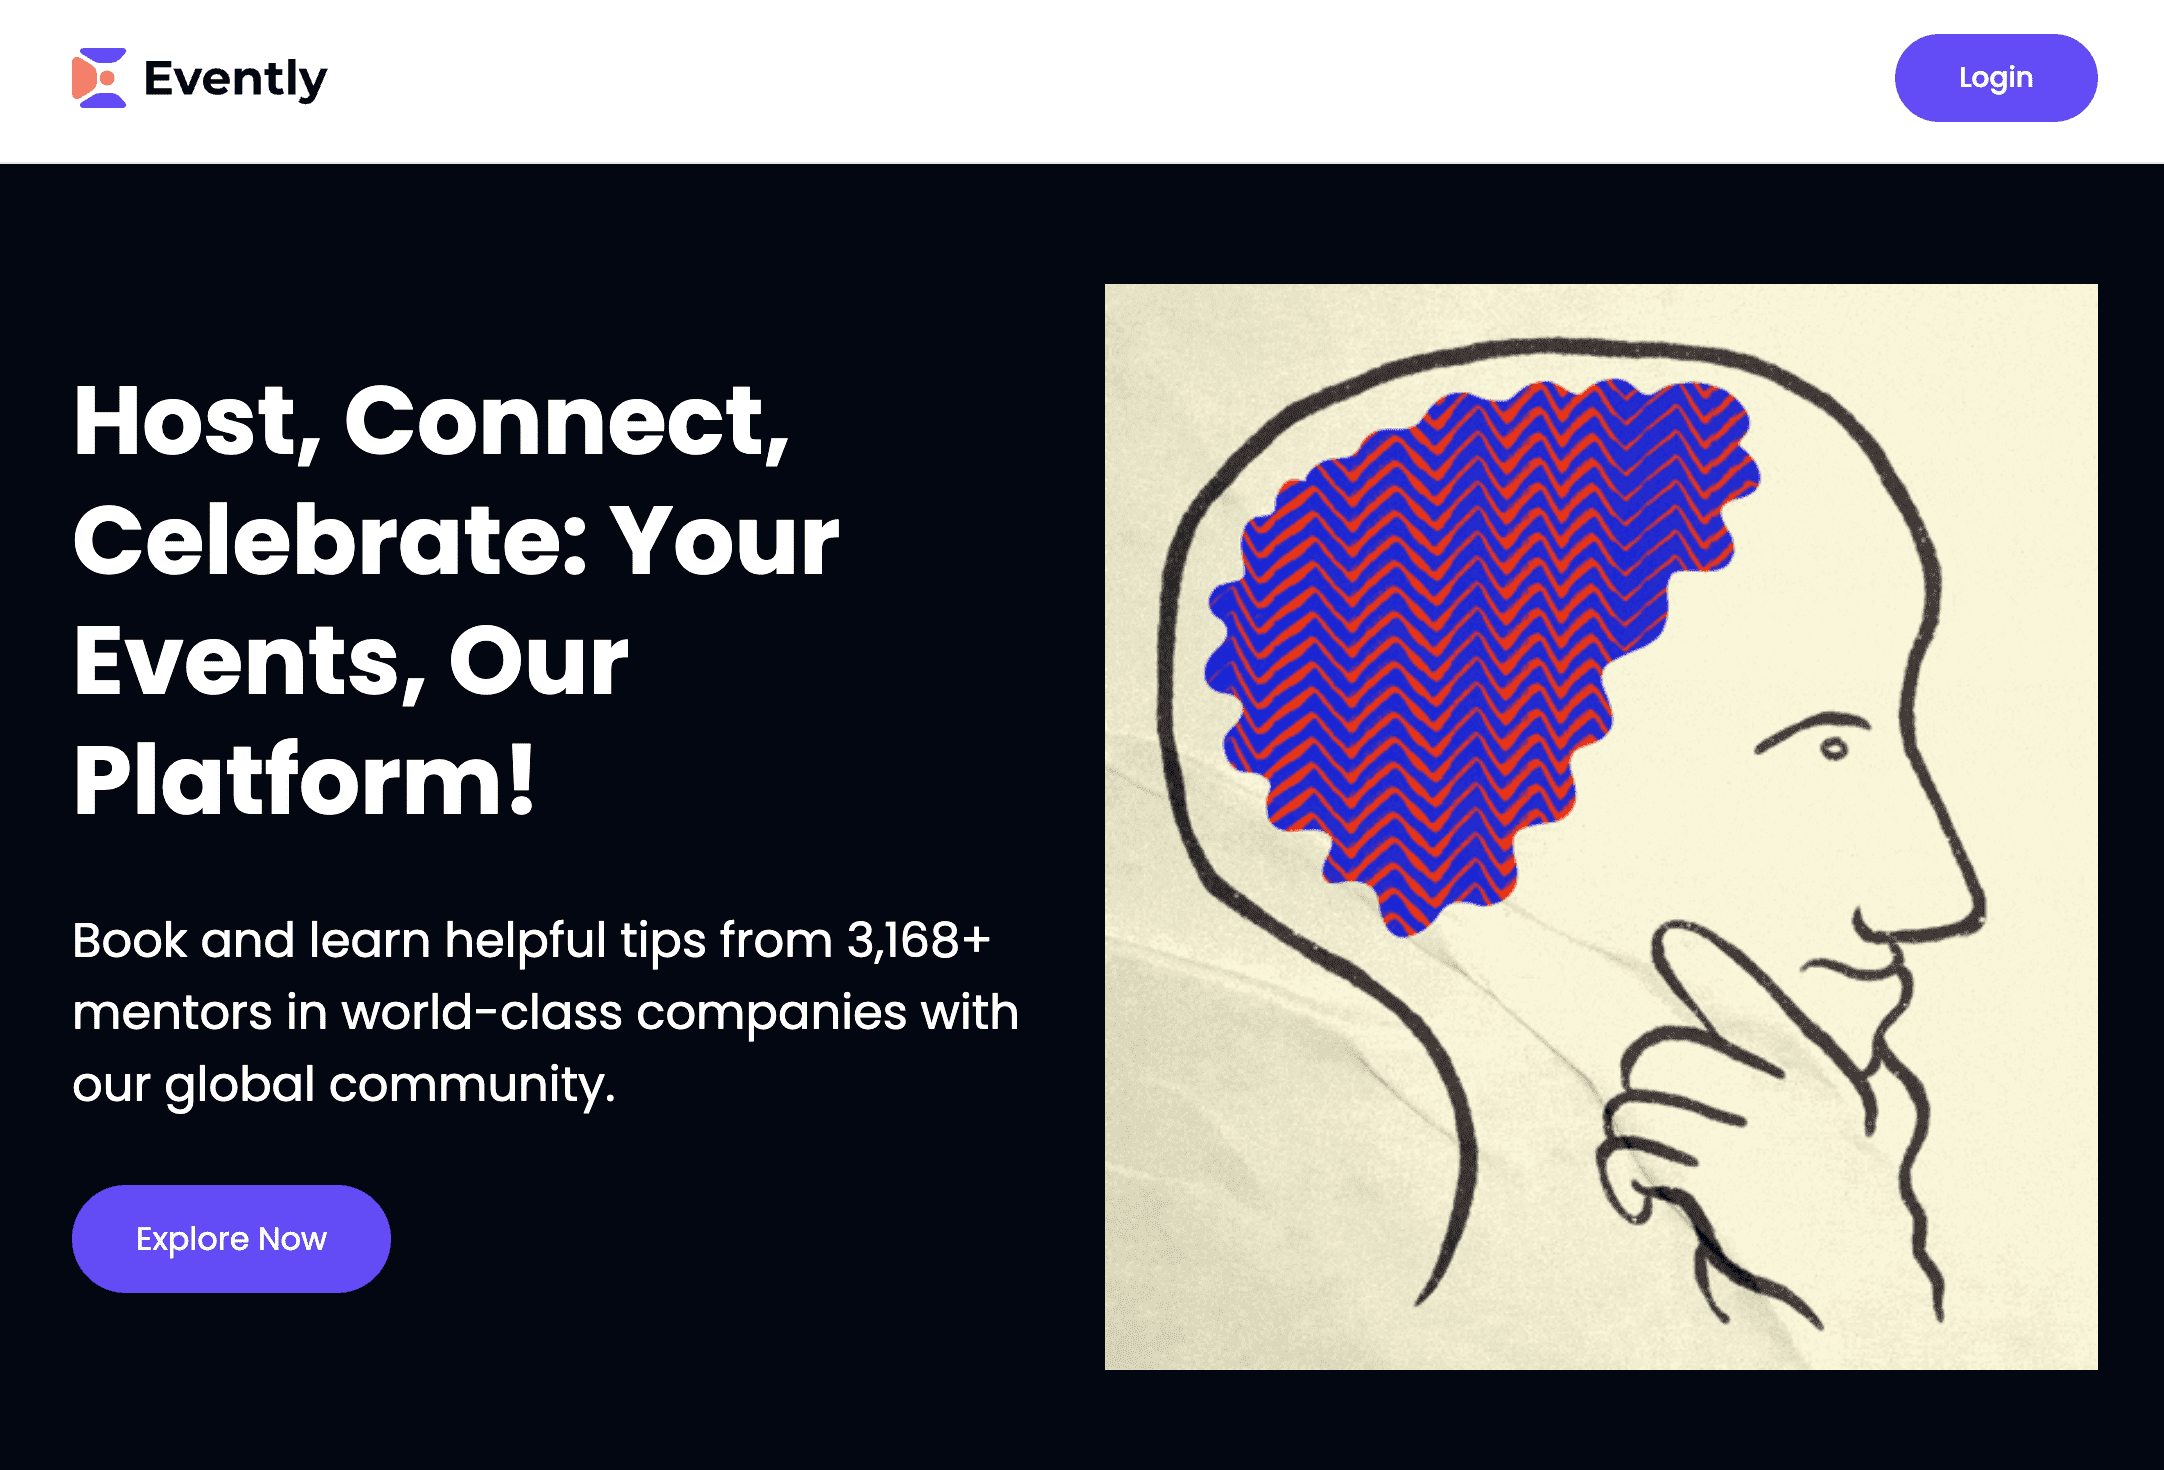 Evently
Login
Host, Connect,
Celebrate: Your
Events, Our
Platform!
Book and learn helpful tips from 3,168+
mentors in world-class companies with
our global community.
Explore Now